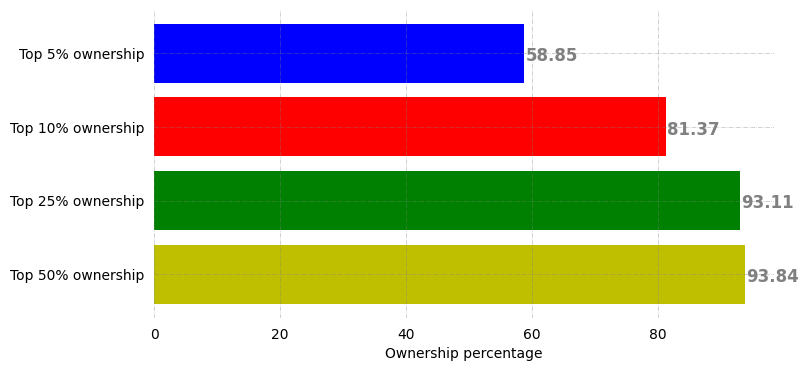 Top 5% ownership
58.85
Top 10% ownership
81.37
Top 25% ownership
93.11
Top 50% ownership
93.84
0 20 40 60 80
Ownership percentage